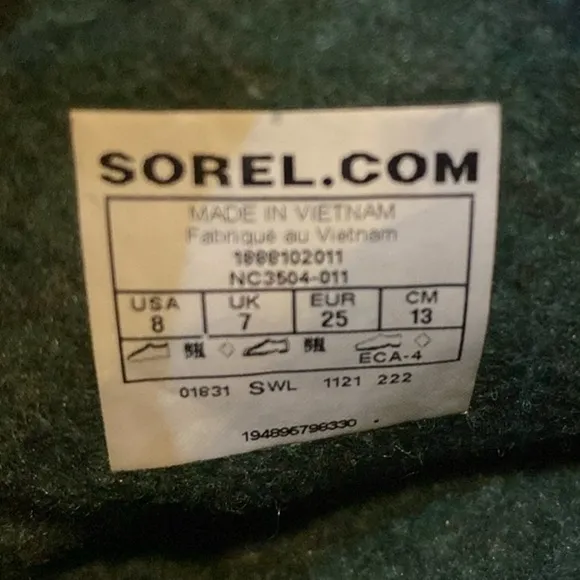 SOREL.COM
MADE IN VIETNAM
Fabriqué au Vietnam
1888102011
NC3504-011
USA UK EUR CM
8 7 25 13
ECA-4
01831 SWL 1121 222
194895798330